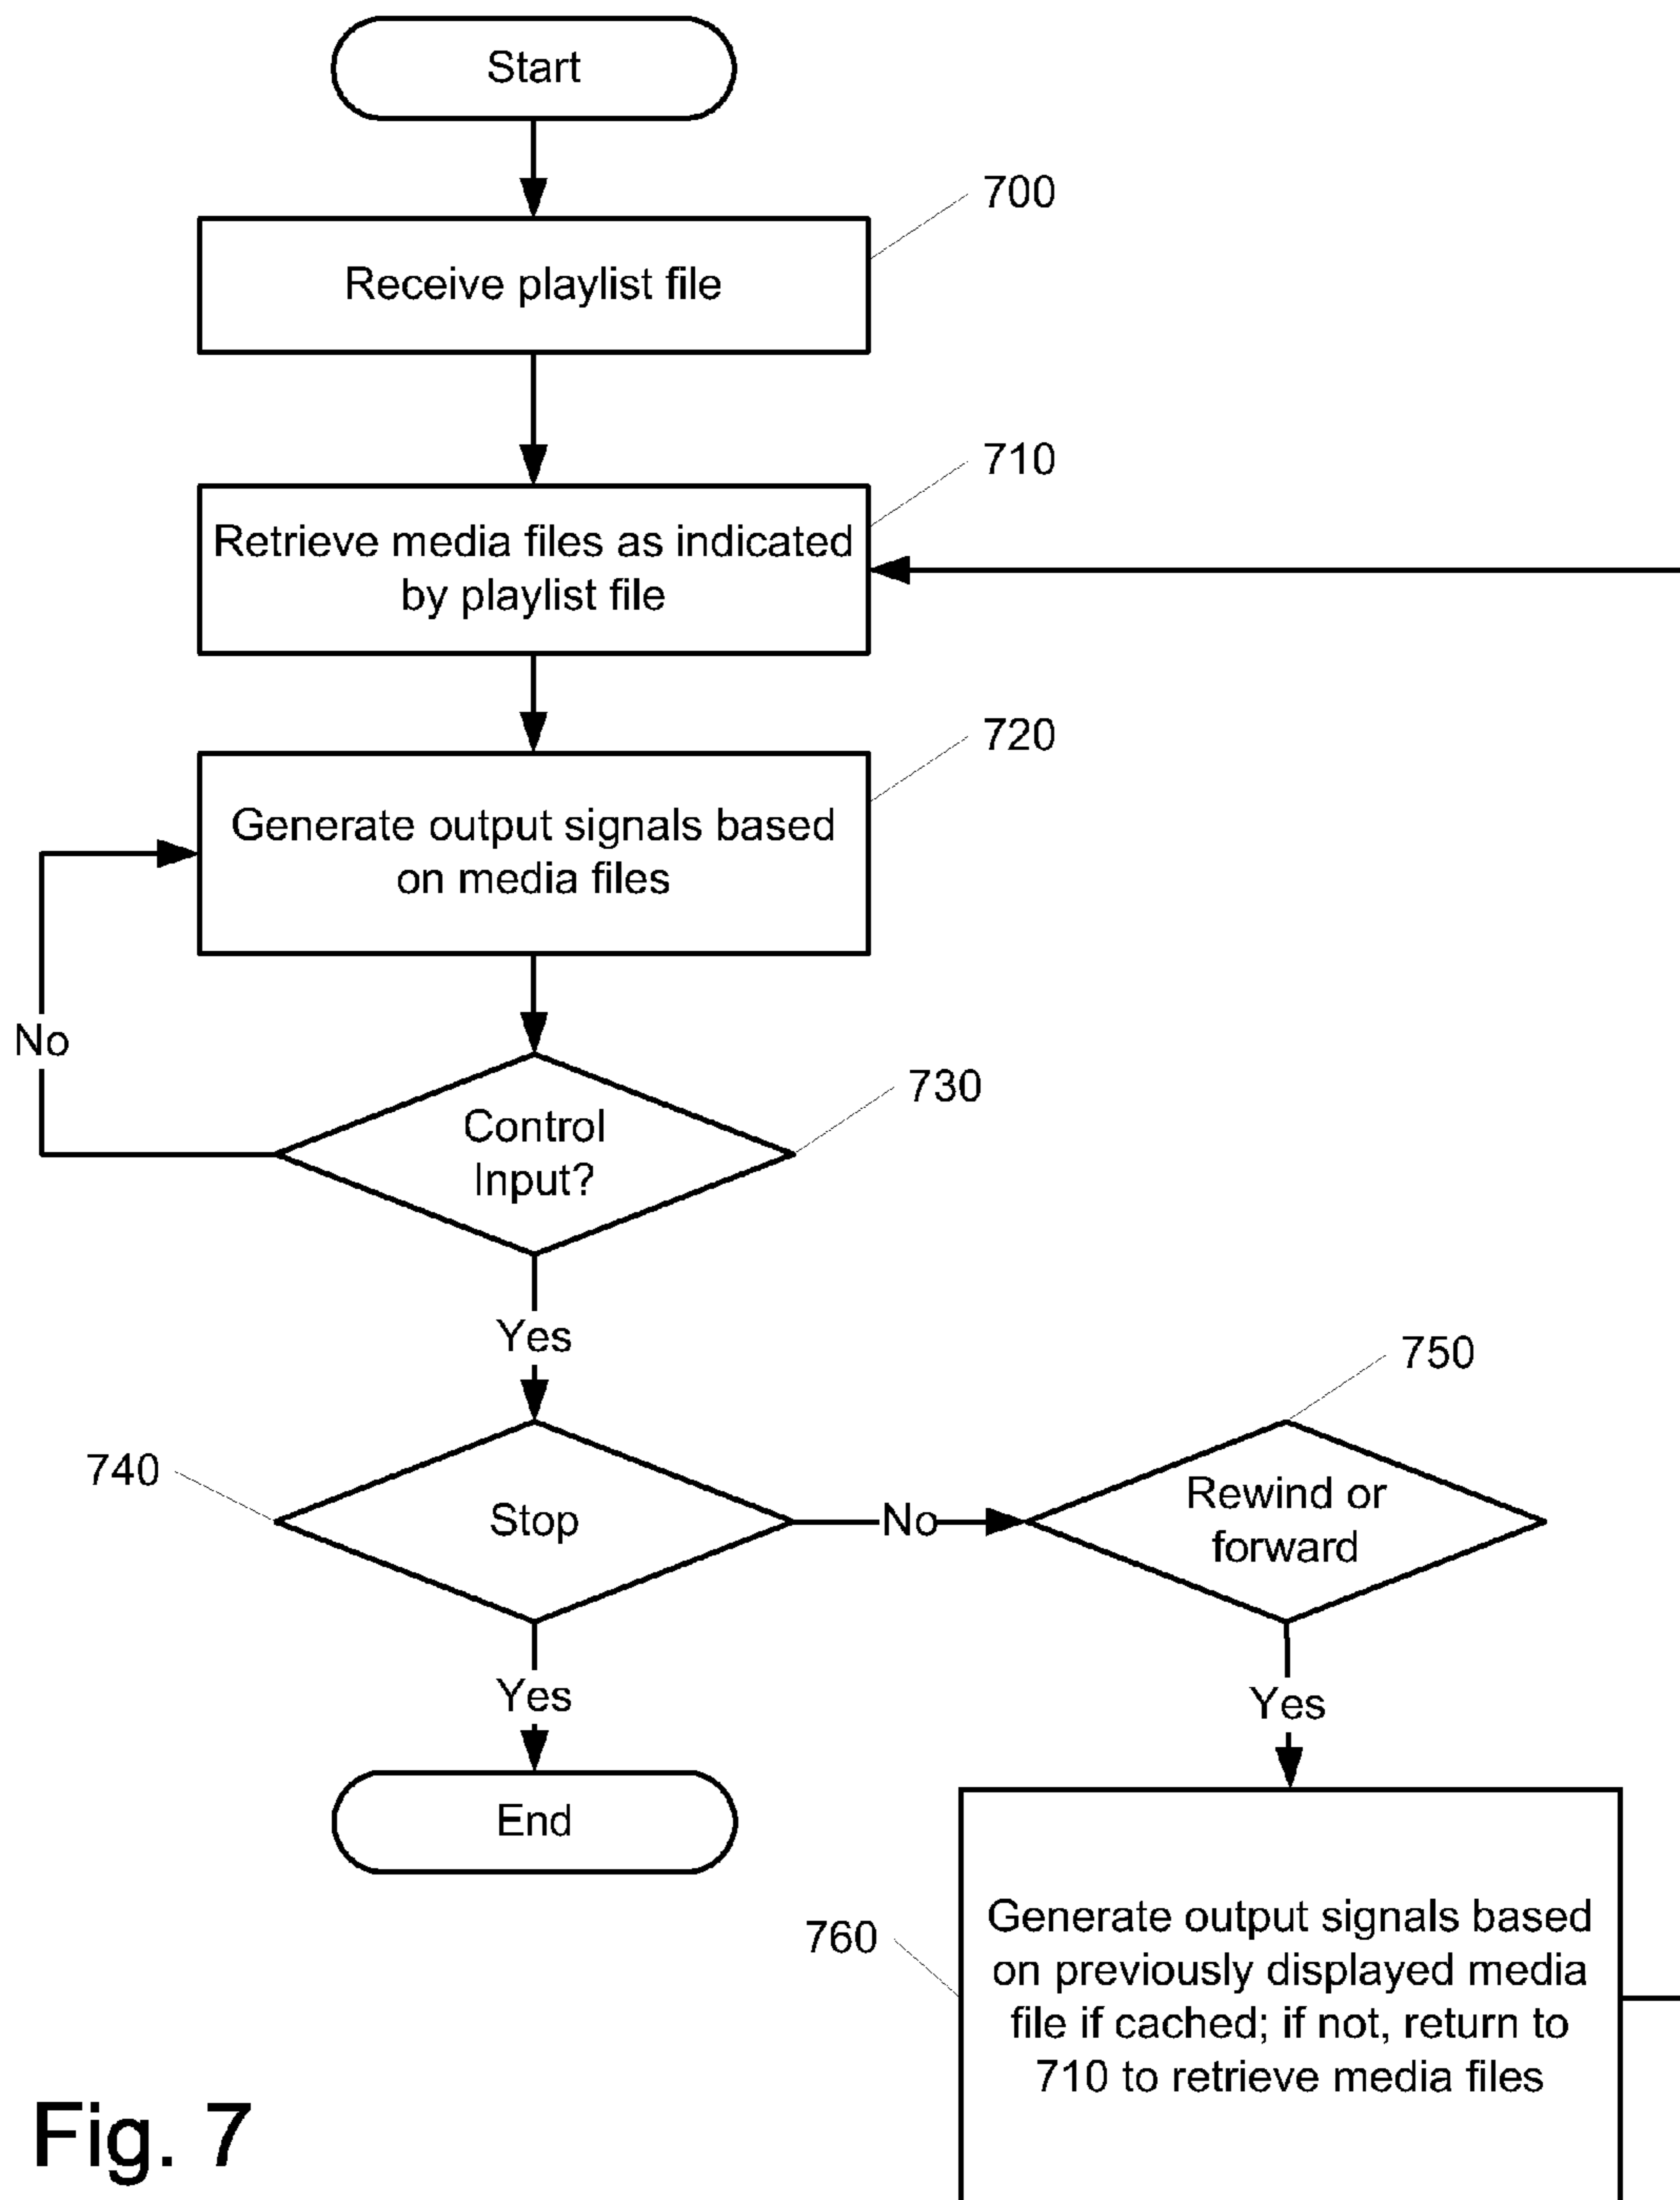 Start
700
Receive playlist file
710
Retrieve media files as indicated
by playlist file
720
Generate output signals based
on media files
No
730
Control
Input?
Yes
750
740
Stop
No
Rewind or
forward
Yes
Yes
End
760
Generate output signals based
on previously displayed media
file if cached; if not, return to
710 to retrieve media files
Fig. 7